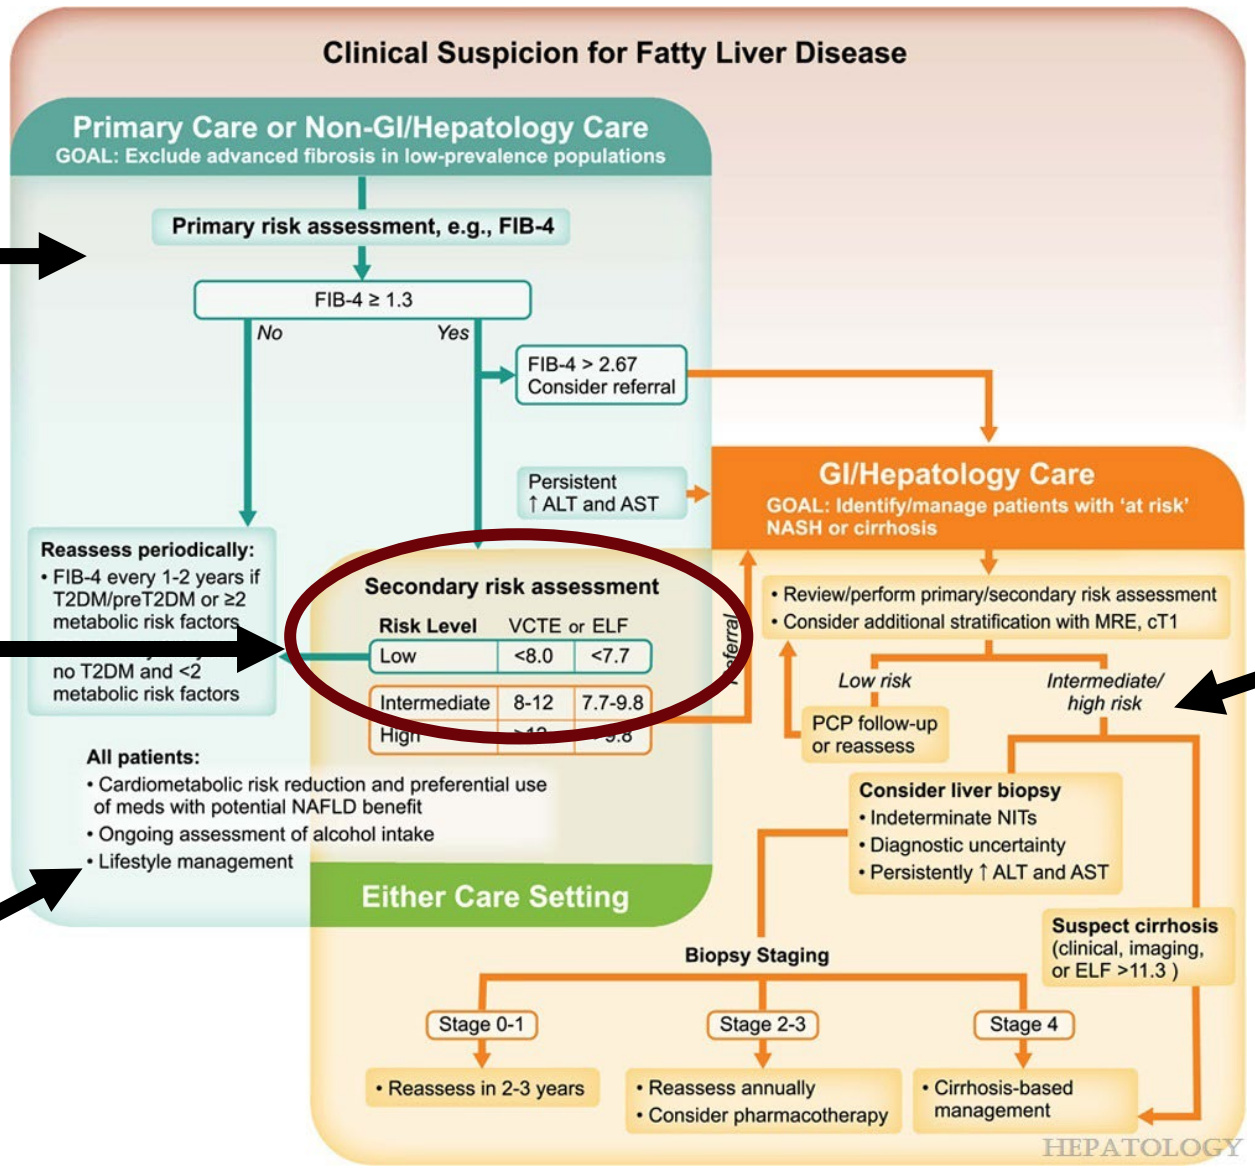 Clinical Suspicion for Fatty Liver Disease
Primary Care or Non-GI/Hepatology Care
GOAL: Exclude advanced fibrosis in low-prevalence populations
Primary risk assessment, e.g., FIB-4
FIB-4 ≥ 1.3
No
Yes
FIB-4 > 2.67
Consider referral
Persistent
↑ ALT and AST
GI/Hepatology Care
GOAL: Identify/manage patients with 'at risk'
NASH or cirrhosis
Reassess periodically:
• FIB-4 every 1-2 years if
T2DM/preT2DM or ≥2
metabolic risk factors
no T2DM and <2
metabolic risk factors
Secondary risk assessment
Risk Level VCTE or ELF
Low <8.0 <7.7
Intermediate 8-12 7.7-9.8
High
Referral
• Review/perform primary/secondary risk assessment
• Consider additional stratification with MRE, cT1
Low risk
Intermediate/
high risk
PCP follow-up
or reassess
All patients:
• Cardiometabolic risk reduction and preferential use
of meds with potential NAFLD benefit
• Ongoing assessment of alcohol intake
• Lifestyle management
Either Care Setting
Consider liver biopsy
• Indeterminate NITs
• Diagnostic uncertainty
• Persistently ↑ ALT and AST
Suspect cirrhosis
(clinical, imaging,
or ELF >11.3 )
Biopsy Staging
Stage 0-1
Stage 2-3
Stage 4
• Reassess in 2-3 years
• Reassess annually
• Consider pharmacotherapy
• Cirrhosis-based
management
HEPATOLOGY